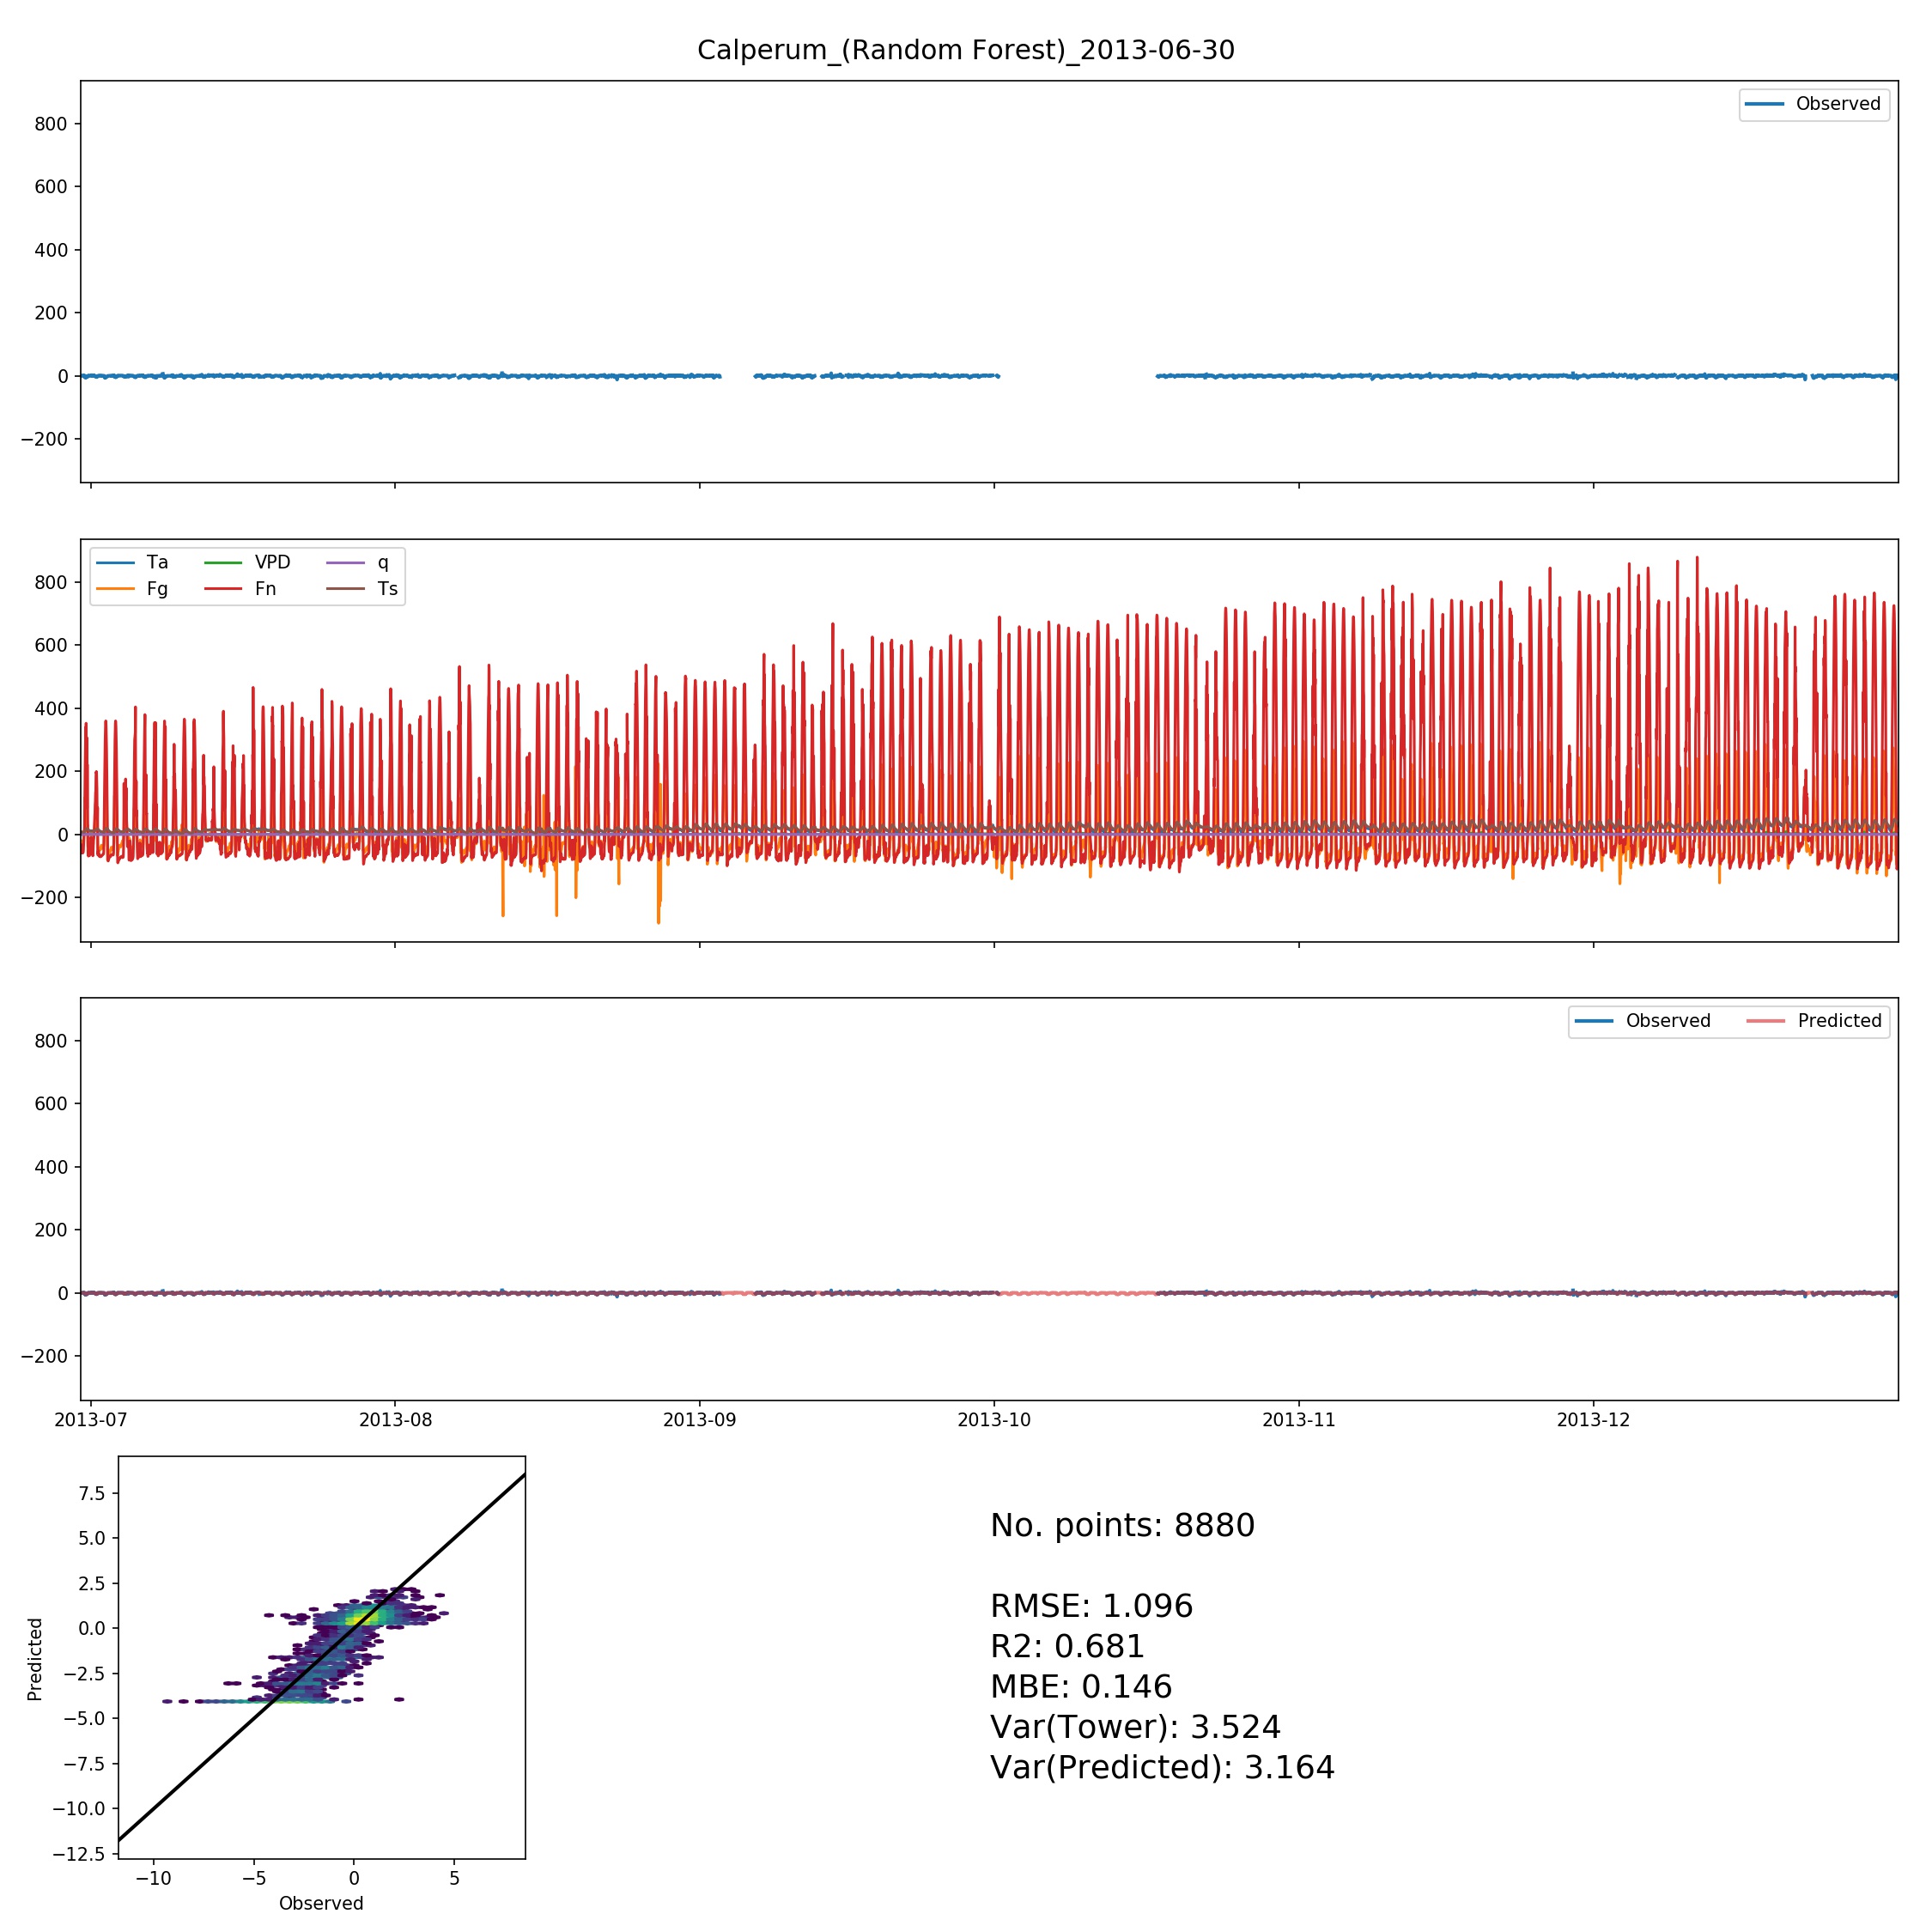 Calperum_(Random Forest)_2013-06-30
Observed
800
600
400
200
0
−200
Ta VPD q
Fg Fn Ts
800
600
400
200
0
−200
Observed Predicted
800
600
400
200
0
−200
2013-07 2013-08 2013-09 2013-10 2013-11 2013-12
7.5
5.0
2.5
0.0
−2.5
−5.0
−7.5
−10.0
−12.5
Predicted
−10 −5 0 5
Observed
No. points: 8880
RMSE: 1.096
R2: 0.681
MBE: 0.146
Var(Tower): 3.524
Var(Predicted): 3.164